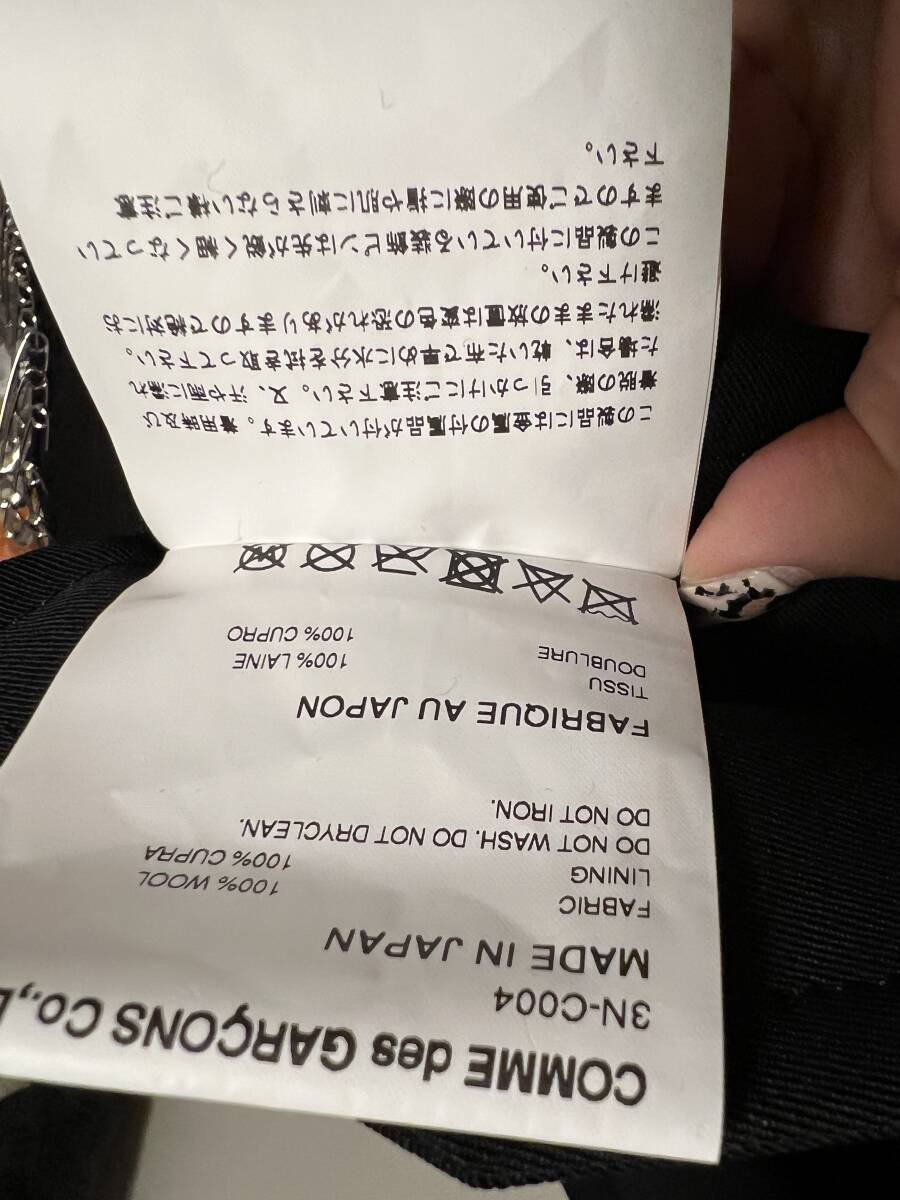 COMME des GARÇONS Co.,
3N-C004
MADE IN JAPAN
FABRIC 100% WOOL
LINING 100% CUPRA
DO NOT WASH. DO NOT DRYCLEAN.
DO NOT IRON.
FABRIQUE AU JAPON
TISSU 100% LAINE
DOUBLURE 100% CUPRO
この製品には金属の付属品が付いています。着用時及び
着脱の際、引っかけにご注意下さい。又、汗や雨に濡れ
た場合は、乾いた布で早めに水分を拭き取って下さい。
濡れたままの放置は変色の恐れがありますので絶対にお
避け下さい。
この製品に付いている装飾ピンは先が鋭く細くなってい
ますのでご使用の際に指や肌に刺さらない様ご注意
下さい。